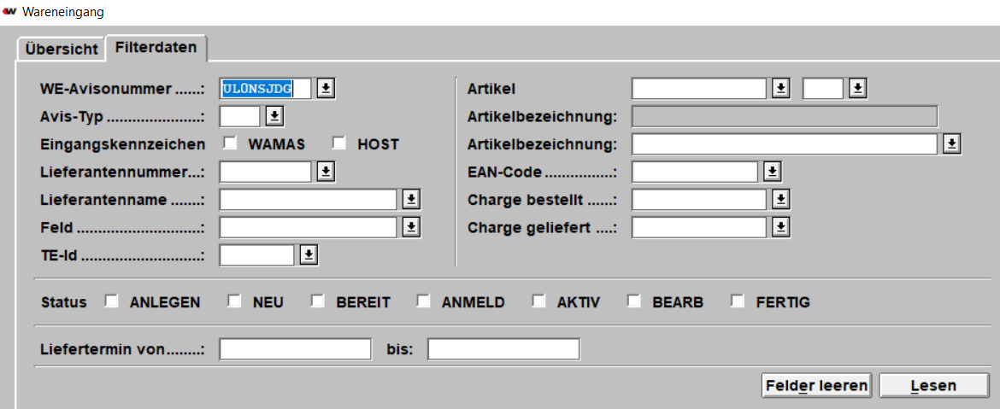 Wareneingang
Übersicht Filterdaten
WE-Avisonummer ......: UL0NSJDG
Avis-Typ .......................:
Eingangskennzeichen WAMAS HOST
Lieferantennummer...:
Lieferantenname .......:
Feld ..............................:
TE-Id .............................:
Artikel
Artikelbezeichnung:
Artikelbezeichnung:
EAN-Code .................:
Charge bestellt ......:
Charge geliefert ....:
Status ANLEGEN NEU BEREIT ANMELD AKTIV BEARB FERTIG
Liefertermin von........: bis:
Felder leeren Lesen